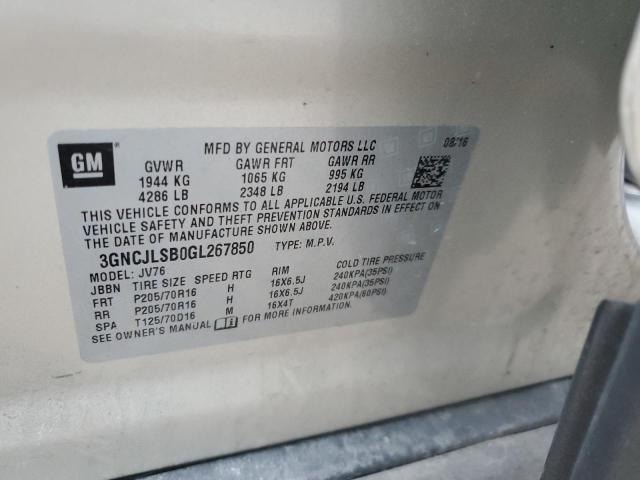 GM
MFD BY GENERAL MOTORS LLC 08/16
GVWR GAWR FRT GAWR RR
1944 KG 1065 KG 995 KG
4286 LB 2348 LB 2194 LB
THIS VEHICLE CONFORMS TO ALL APPLICABLE U.S. FEDERAL MOTOR
VEHICLE SAFETY AND THEFT PREVENTION STANDARDS IN EFFECT ON
THE DATE OF MANUFACTURE SHOWN ABOVE.
3GNCJLSB0GL267850 TYPE: M.P.V.
MODEL: JV76
JBBN TIRE SIZE SPEED RTG RIM COLD TIRE PRESSURE
FRT P205/70R16 H 16X6.5J 240KPA(35PSI)
RR P205/70R16 H 16X6.5J 240KPA(35PSI)
SPA T125/70D16 M 16X4T 420KPA(60PSI)
SEE OWNER'S MANUAL FOR MORE INFORMATION.